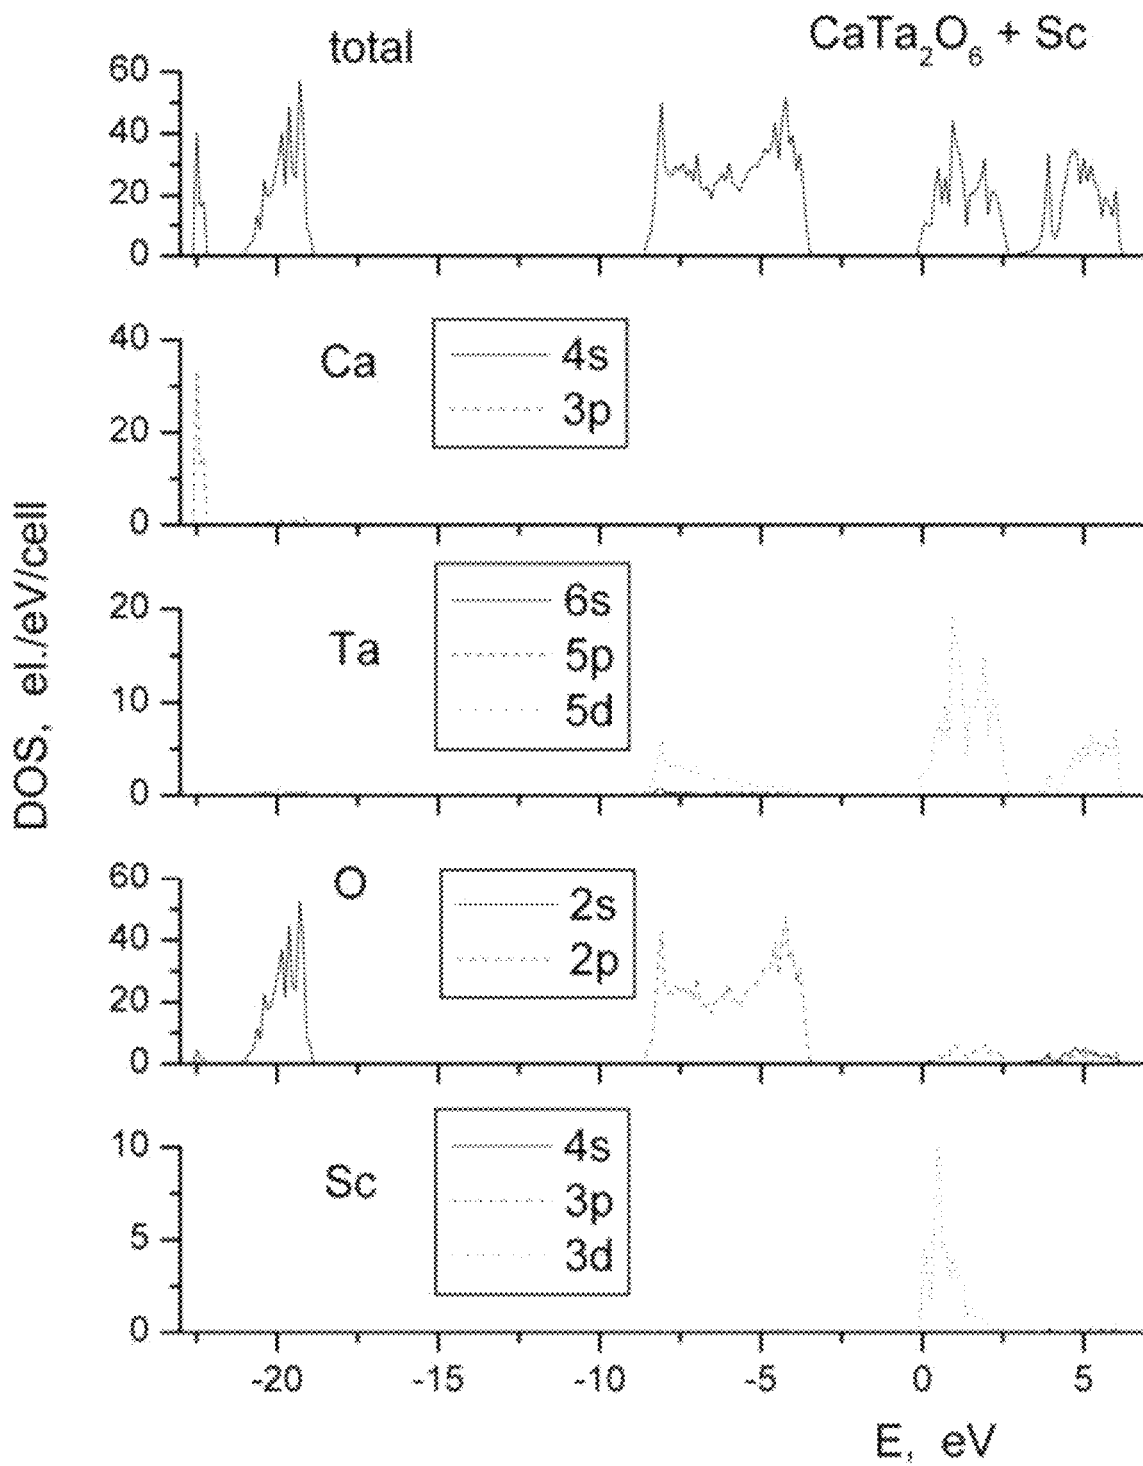 total
CaTa₂O₆ + Sc
60
40
20
0
Ca
4s
3p
40
20
0
DOS, el./eV/cell
Ta
6s
5p
5d
20
10
0
O
2s
2p
60
40
20
0
Sc
4s
3p
3d
10
5
0
-20 -15 -10 -5 0 5
E, eV